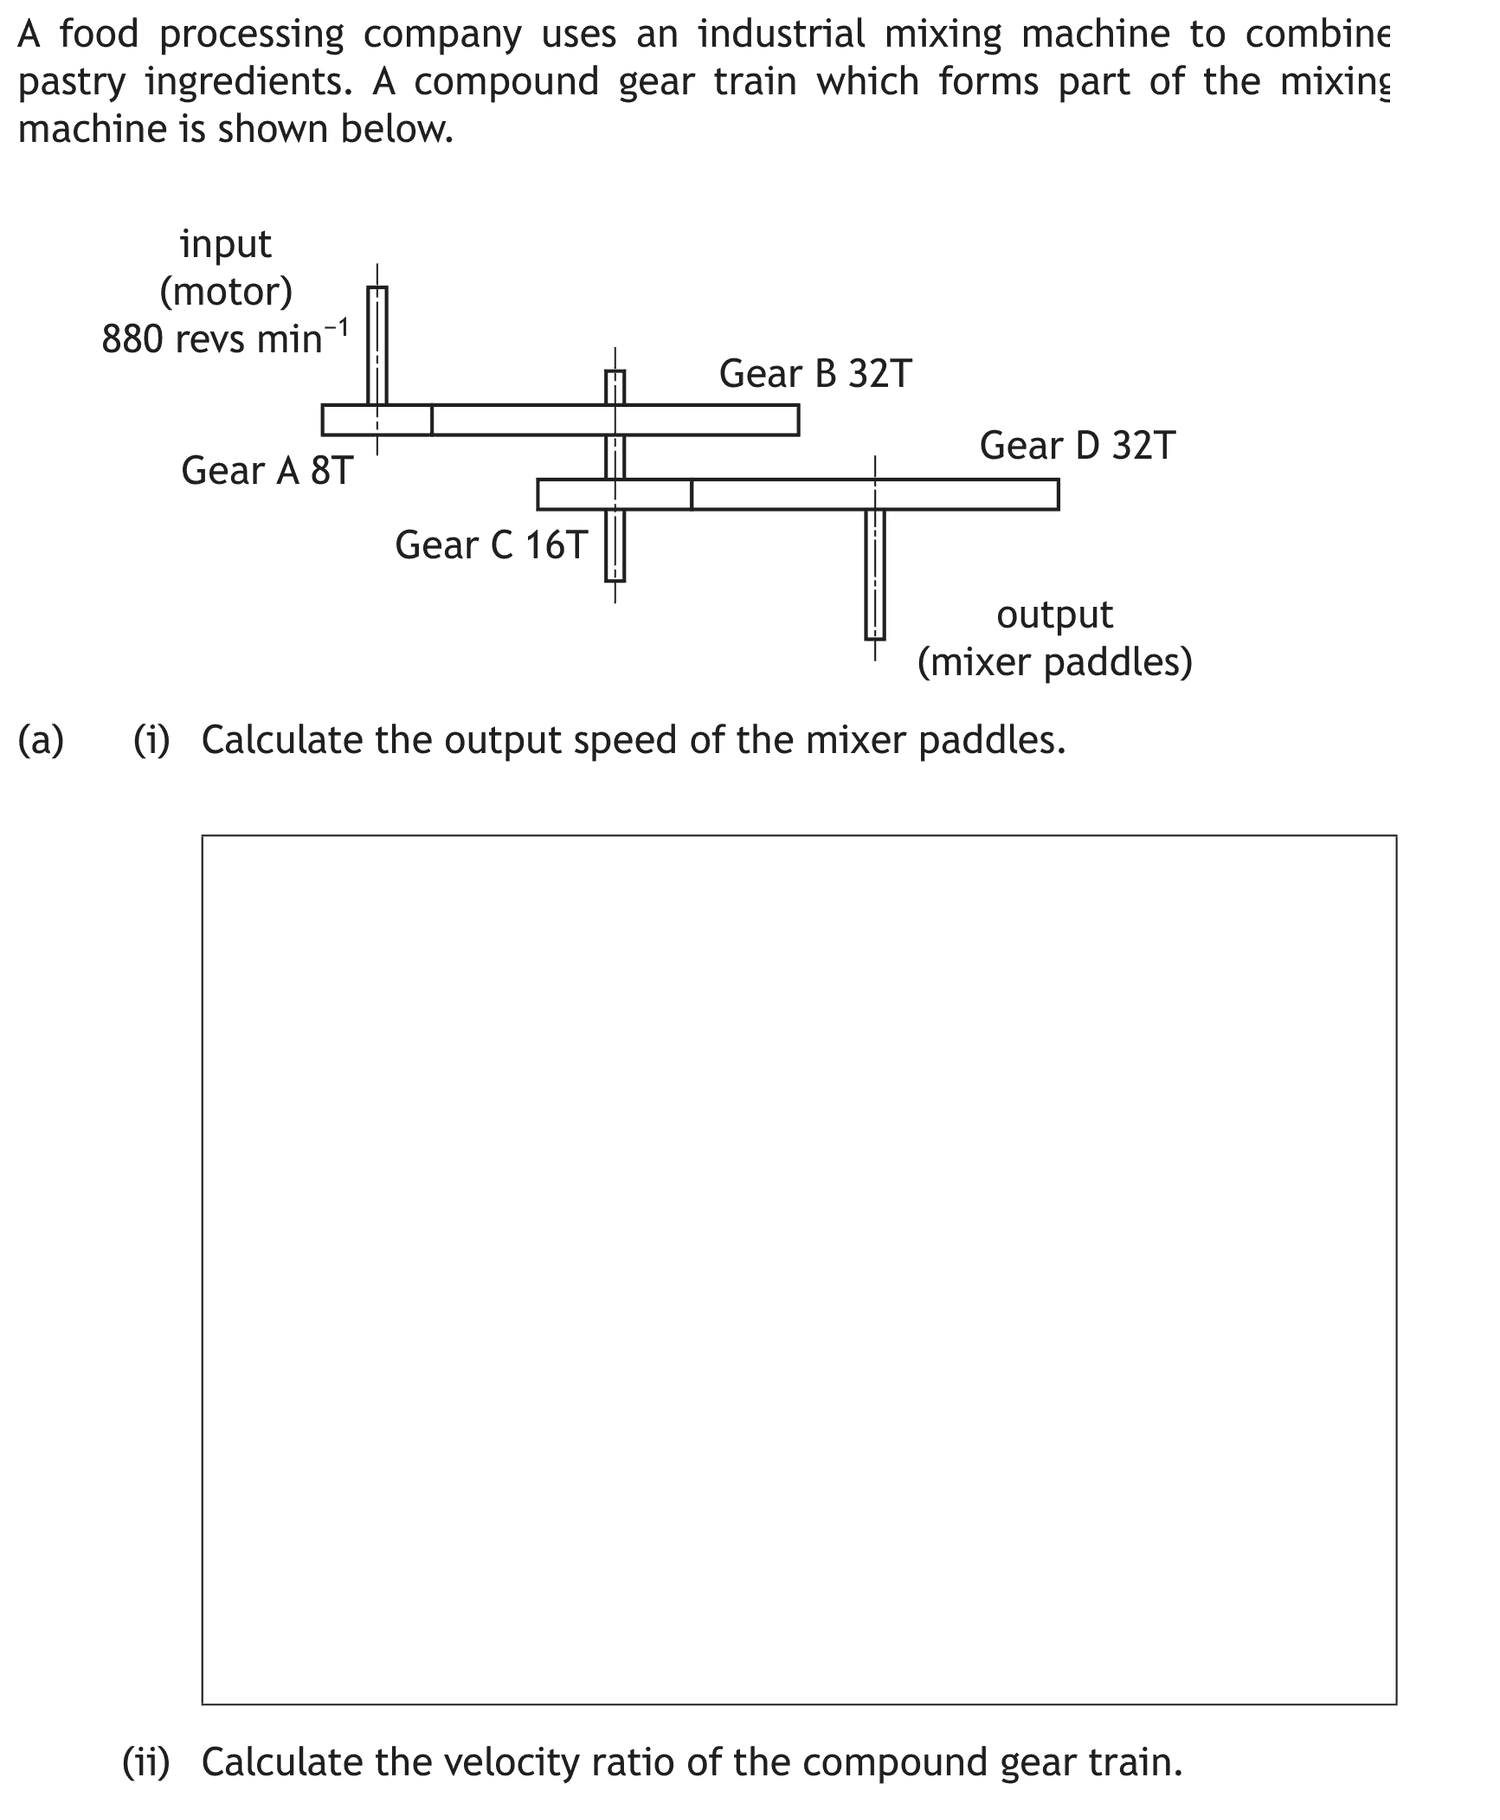 A food processing company uses an industrial mixing machine to combine
pastry ingredients. A compound gear train which forms part of the mixing
machine is shown below.
input
(motor)
880 revs min⁻¹
Gear B 32T
Gear D 32T
Gear A 8T
Gear C 16T
output
(mixer paddles)
(a) (i) Calculate the output speed of the mixer paddles.
(ii) Calculate the velocity ratio of the compound gear train.